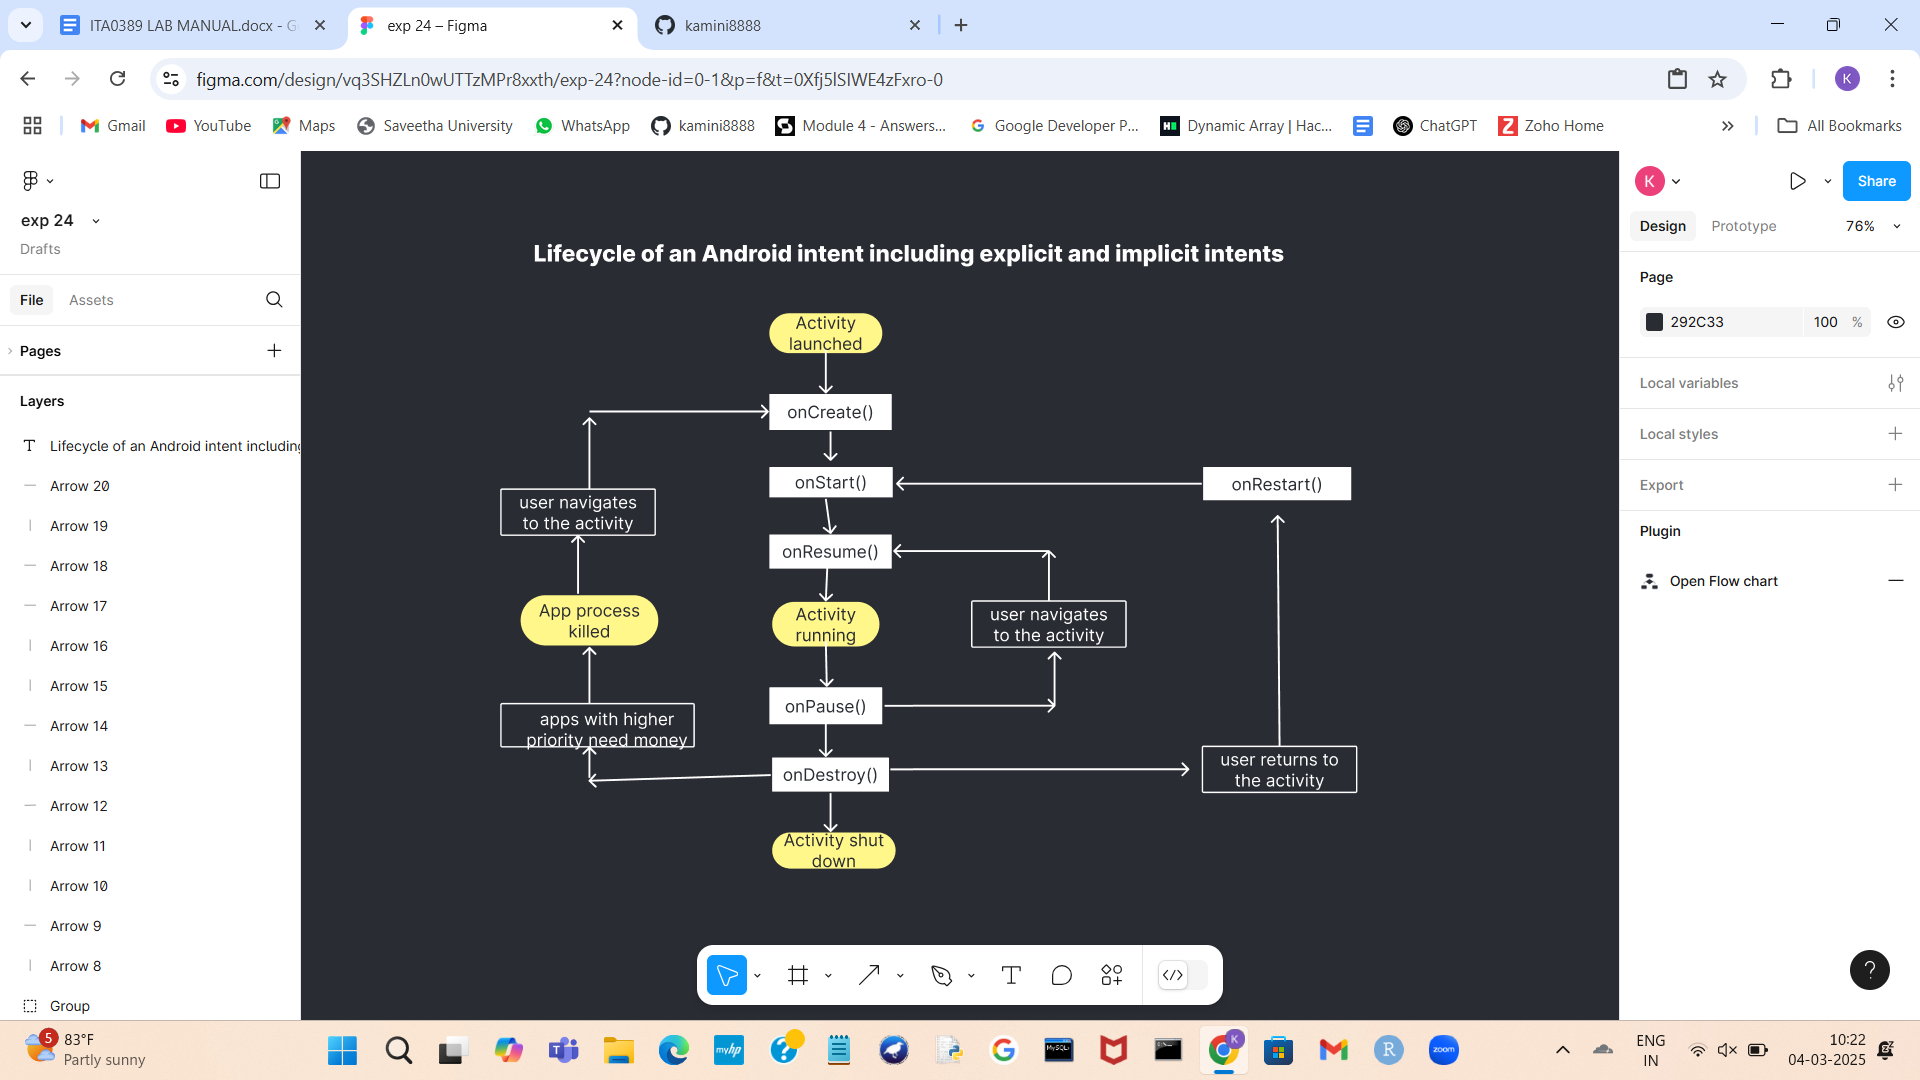 ITA0389 LAB MANUAL.docx - G
exp 24 – Figma
kamini8888
figma.com/design/vq3SHZLn0wUTTzMPr8xxth/exp-24?node-id=0-1&p=f&t=0Xfj5lSIWE4zFxro-0
K
Gmail
YouTube
Maps
Saveetha University
WhatsApp
kamini8888
Module 4 - Answers...
Google Developer P...
Dynamic Array | Hac...
ChatGPT
Zoho Home
All Bookmarks
exp 24
Drafts
File
Assets
Pages
Layers
Lifecycle of an Android intent including
Arrow 20
Arrow 19
Arrow 18
Arrow 17
Arrow 16
Arrow 15
Arrow 14
Arrow 13
Arrow 12
Arrow 11
Arrow 10
Arrow 9
Arrow 8
Group
Lifecycle of an Android intent including explicit and implicit intents
Activity
launched
onCreate()
onStart()
onRestart()
user navigates
to the activity
onResume()
App process
killed
Activity
running
user navigates
to the activity
onPause()
apps with higher
priority need money
onDestroy()
user returns to
the activity
Activity shut
down
K
Share
Design
Prototype
76%
Page
292C33
100
%
Local variables
Local styles
Export
Plugin
Open Flow chart
?
5
83°F
Partly sunny
myhp
MySQL
K
R
zoom
ENG
IN
10:22
04-03-2025